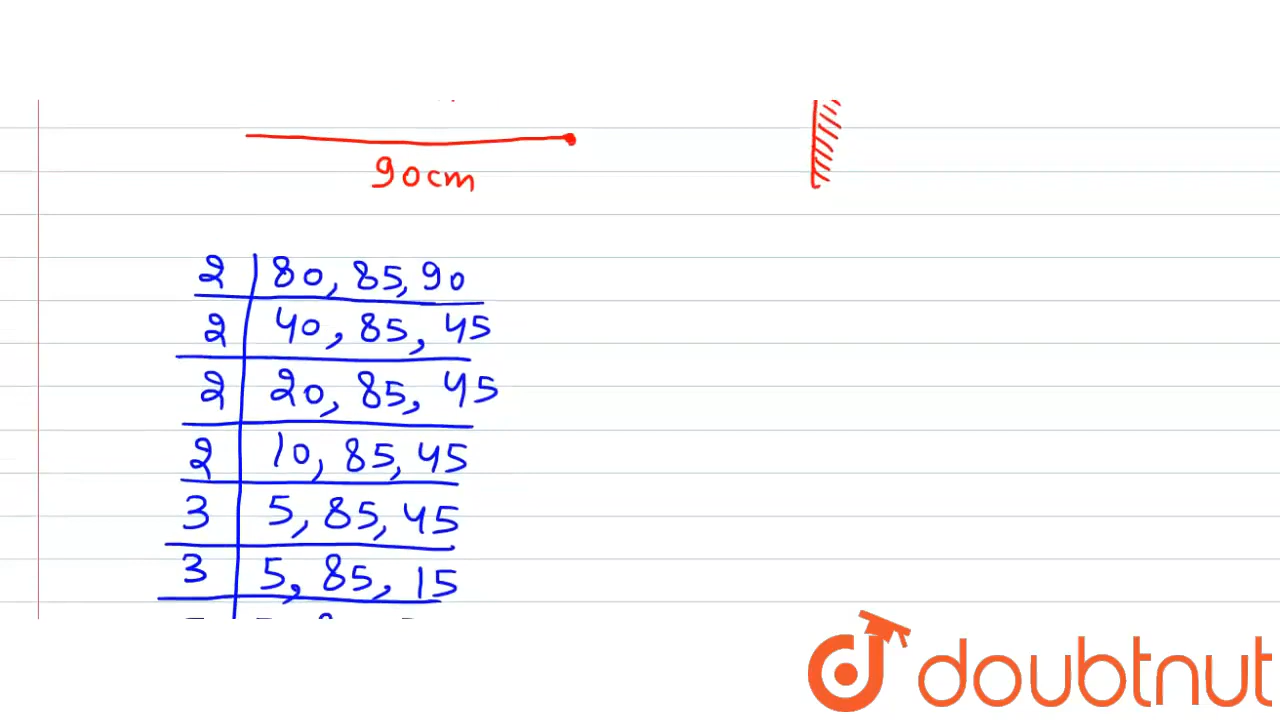 90cm
2 | 80, 85, 90
2 | 40, 85, 45
2 | 20, 85, 45
2 | 10, 85, 45
3 | 5, 85, 45
3 | 5, 85, 15
doubtnut